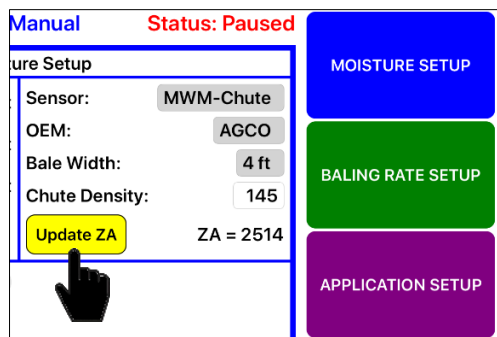 Manual Status: Paused
ure Setup
Sensor: MWM-Chute
OEM: AGCO
Bale Width: 4 ft
Chute Density: 145
Update ZA ZA = 2514
MOISTURE SETUP
BALING RATE SETUP
APPLICATION SETUP